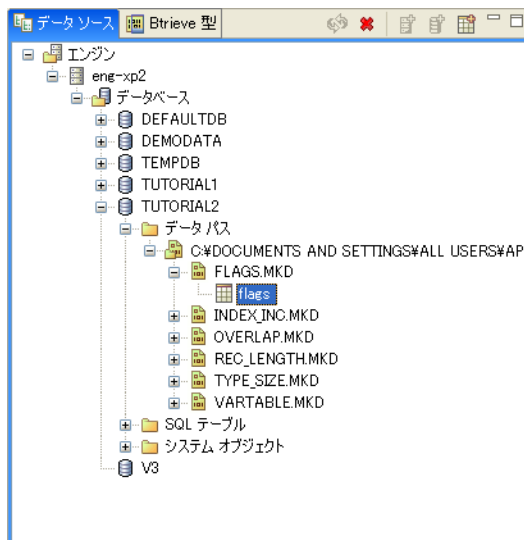 データ ソース Btrieve 型
エンジン
eng-xp2
データベース
DEFAULTDB
DEMODATA
TEMPDB
TUTORIAL1
TUTORIAL2
データ パス
C:¥DOCUMENTS AND SETTINGS¥ALL USERS¥AP
FLAGS.MKD
flags
INDEX_INC.MKD
OVERLAP.MKD
REC_LENGTH.MKD
TYPE_SIZE.MKD
VARTABLE.MKD
SQL テーブル
システム オブジェクト
V3